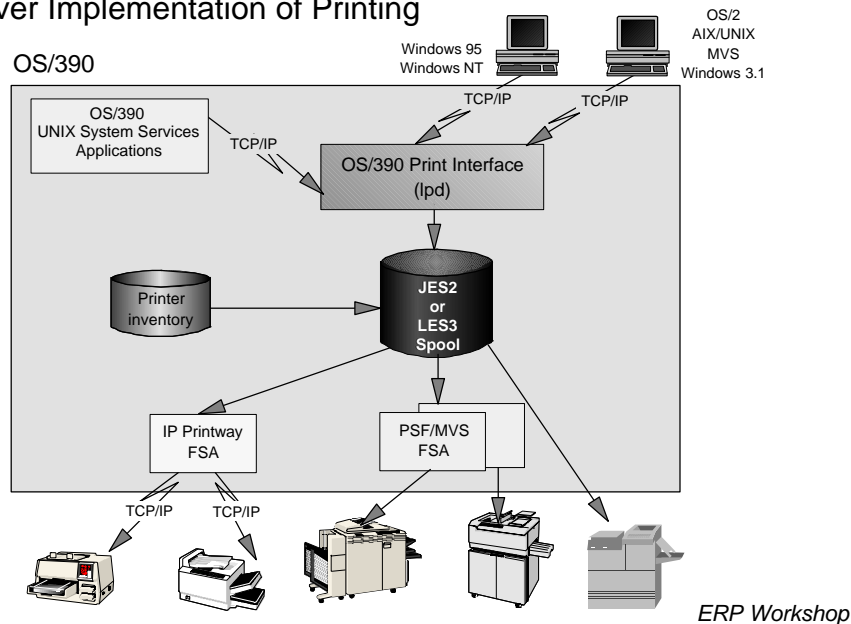 ver Implementation of Printing
OS/390
Windows 95
Windows NT
OS/2
AIX/UNIX
MVS
Windows 3.1
TCP/IP
TCP/IP
OS/390
UNIX System Services
Applications
TCP/IP
OS/390 Print Interface
(lpd)
Printer
inventory
JES2
or
LES3
Spool
IP Printway
FSA
PSF/MVS
FSA
TCP/IP
TCP/IP
ERP Workshop